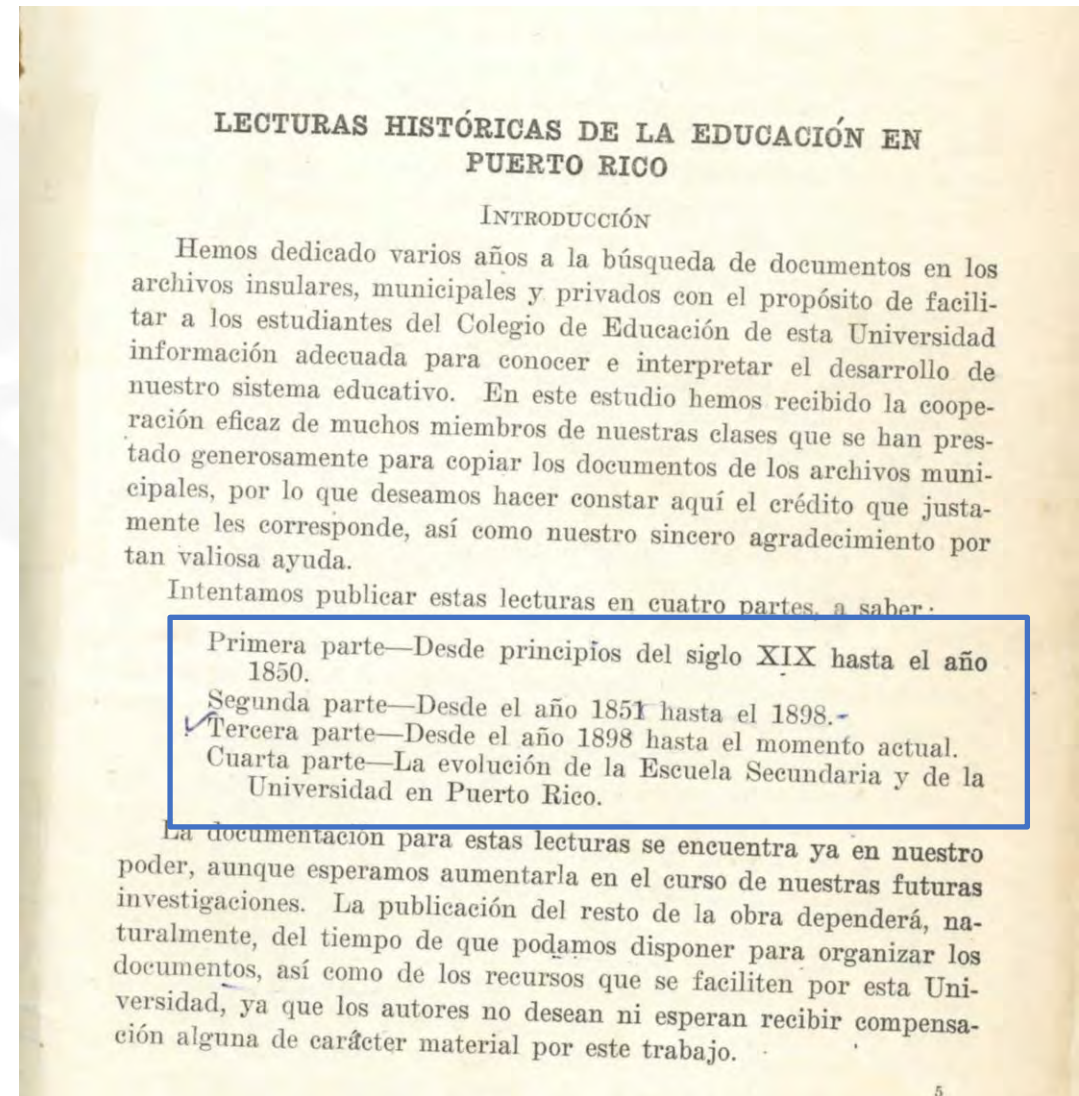 LECTURAS HISTÓRICAS DE LA EDUCACIÓN EN
PUERTO RICO
INTRODUCCIÓN
Hemos dedicado varios años a la búsqueda de documentos en los
archivos insulares, municipales y privados con el propósito de facili-
tar a los estudiantes del Colegio de Educación de esta Universidad
información adecuada para conocer e interpretar el desarrollo de
nuestro sistema educativo. En este estudio hemos recibido la coope-
ración eficaz de muchos miembros de nuestras clases que se han pres-
tado generosamente para copiar los documentos de los archivos muni-
cipales, por lo que deseamos hacer constar aquí el crédito que justa-
mente les corresponde, así como nuestro sincero agradecimiento por
tan valiosa ayuda.
Intentamos publicar estas lecturas en cuatro partes, a saber:
Primera parte—Desde principios del siglo XIX hasta el año
1850.
Segunda parte—Desde el año 1851 hasta el 1898.
Tercera parte—Desde el año 1898 hasta el momento actual.
Cuarta parte—La evolución de la Escuela Secundaria y de la
Universidad en Puerto Rico.
La documentación para estas lecturas se encuentra ya en nuestro
poder, aunque esperamos aumentarla en el curso de nuestras futuras
investigaciones. La publicación del resto de la obra dependerá, na-
turalmente, del tiempo de que podamos disponer para organizar los
documentos, así como de los recursos que se faciliten por esta Uni-
versidad, ya que los autores no desean ni esperan recibir compensa-
ción alguna de carácter material por este trabajo.
5